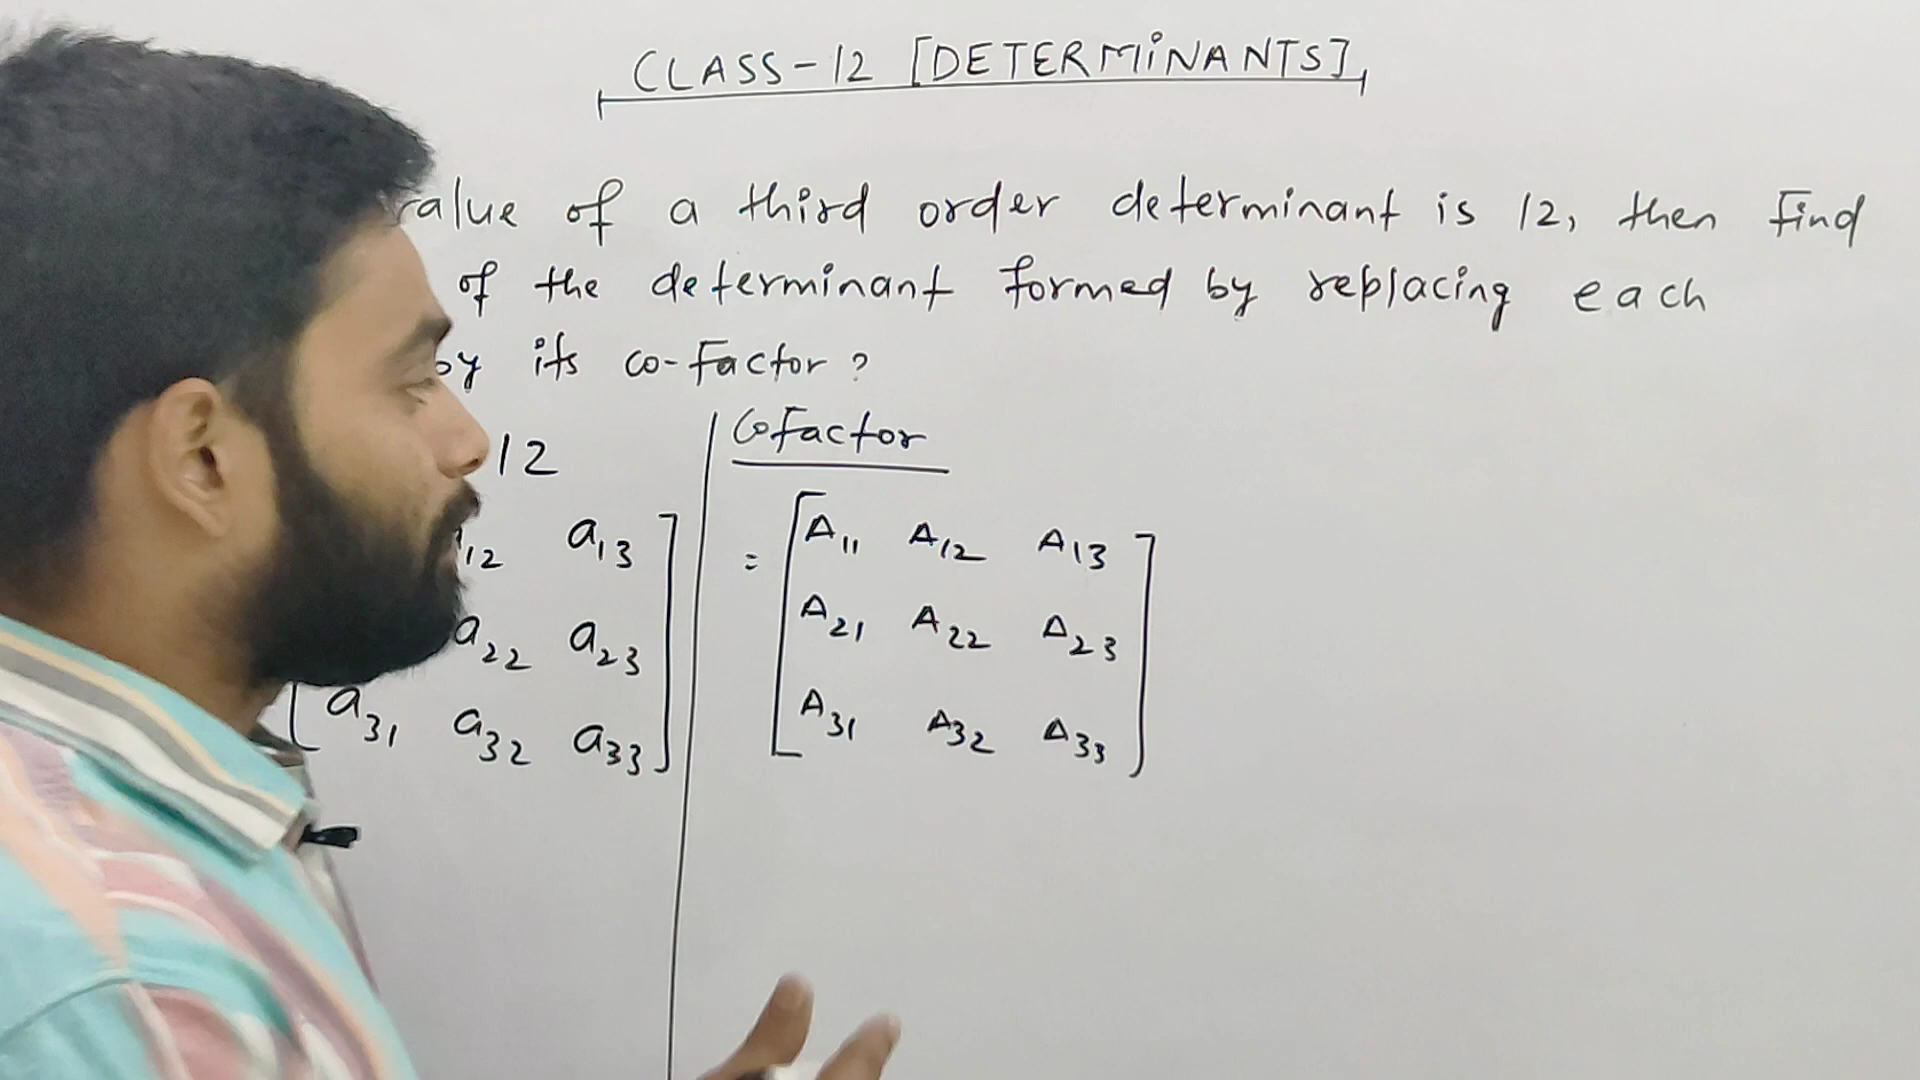 CLASS-12 [DETERMINANTS]
value of a third order determinant is 12, then find
of the determinant formed by replacing each
by its co-factor?
12
Cofactor
a13
= [A11 A12 A13
a22 a23
A21 A22 A23
a31 a32 a33]
A31 A32 A33]